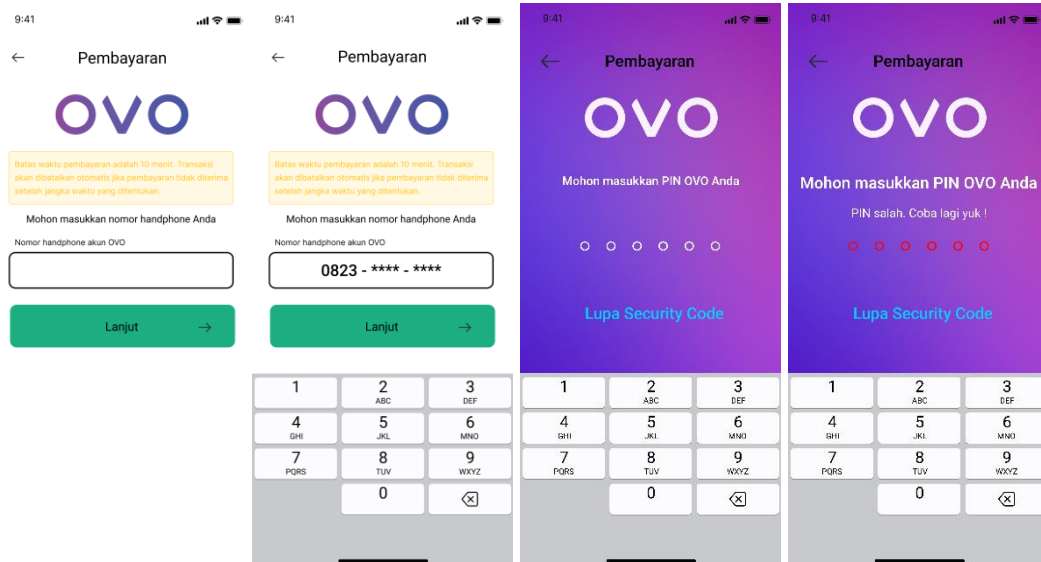 9:41
Pembayaran
OVO
Batas waktu pembayaran adalah 10 menit. Transaksi
akan dibatalkan otomatis jika pembayaran tidak diterima
setelah jangka waktu yang ditentukan.
Mohon masukkan nomor handphone Anda
Nomor handphone akun OVO
Lanjut
9:41
Pembayaran
OVO
Batas waktu pembayaran adalah 10 menit. Transaksi
akan dibatalkan otomatis jika pembayaran tidak diterima
setelah jangka waktu yang ditentukan.
Mohon masukkan nomor handphone Anda
Nomor handphone akun OVO
0823 - **** - ****
Lanjut
1 2 3
ABC DEF
4 5 6
GHI JKL MNO
7 8 9
PQRS TUV WXYZ
0
9:41
Pembayaran
OVO
Mohon masukkan PIN OVO Anda
Lupa Security Code
1 2 3
ABC DEF
4 5 6
GHI JKL MNO
7 8 9
PQRS TUV WXYZ
0
9:41
Pembayaran
OVO
Mohon masukkan PIN OVO Anda
PIN salah. Coba lagi yuk !
Lupa Security Code
1 2 3
ABC DEF
4 5 6
GHI JKL MNO
7 8 9
PQRS TUV WXYZ
0